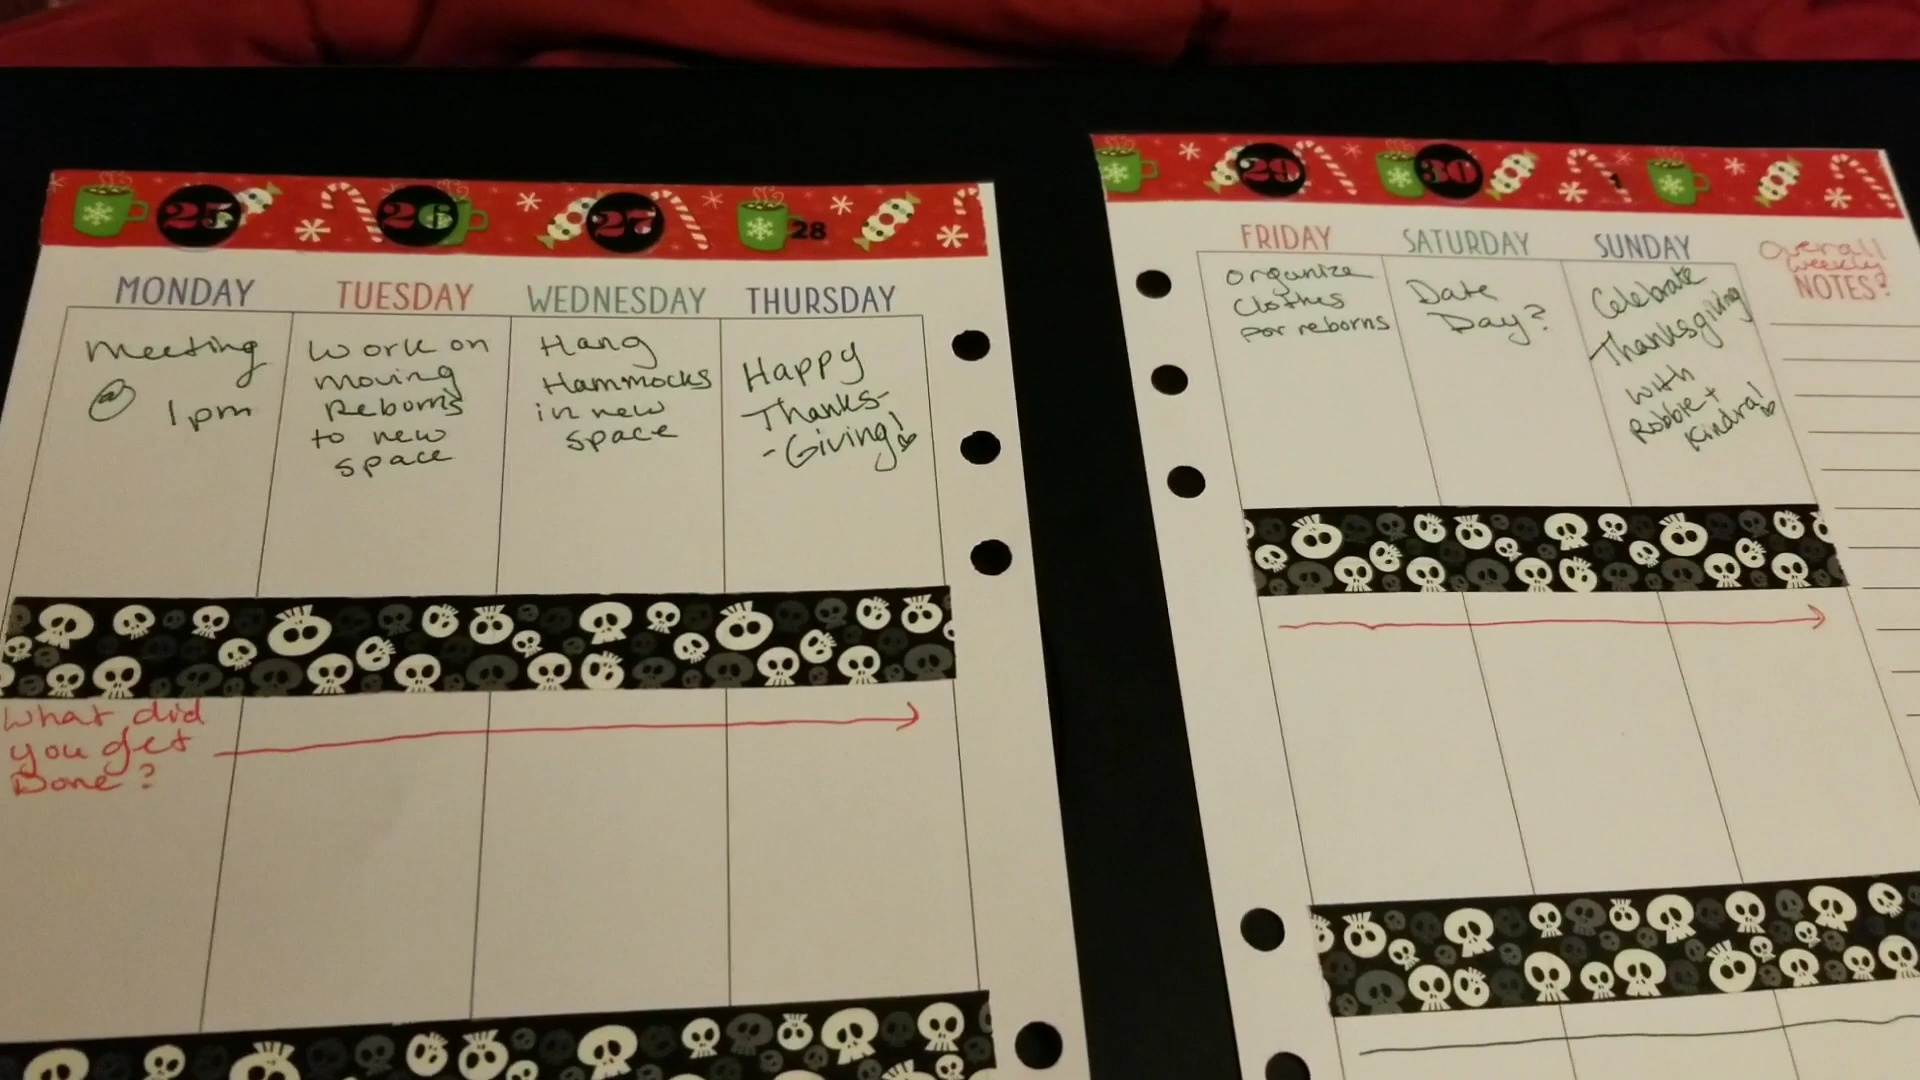 25 26 27 28
MONDAY TUESDAY WEDNESDAY THURSDAY
Meeting
@ 1pm
Work on
moving
Reborns
to new
space
Hang
Hammocks
in new
space
Happy
Thanks-
-Giving!
What did
you get
Done?
29 30 1
FRIDAY SATURDAY SUNDAY
Overall
weekly
NOTES?
organize
Clothes
for reborns
Date
Day?
Celebrate
Thanksgiving
with
Robbie +
Kindra!